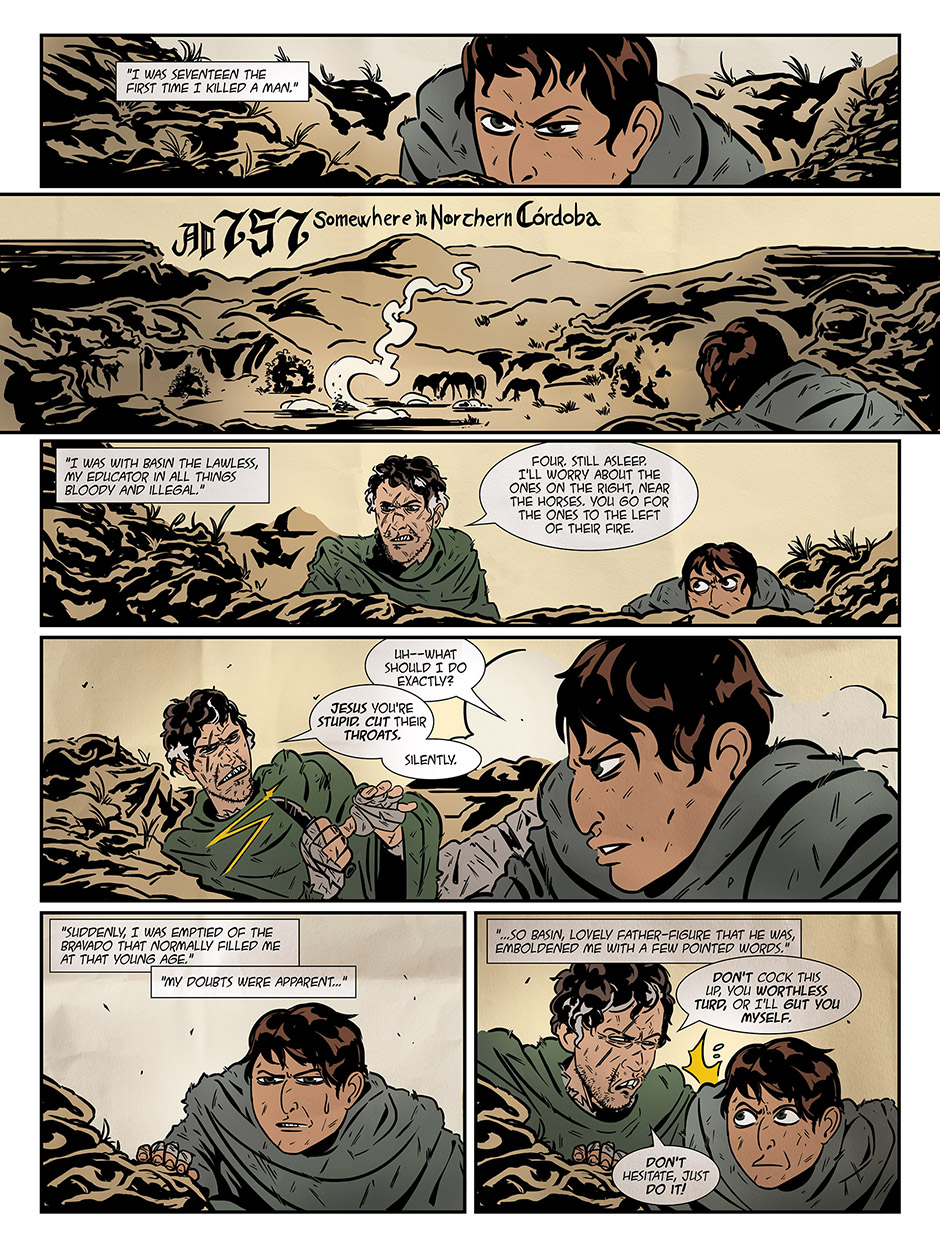 "I WAS SEVENTEEN THE
FIRST TIME I KILLED A MAN."
AD 757 Somewhere in Northern Córdoba
"I WAS WITH BASIN THE LAWLESS,
MY EDUCATOR IN ALL THINGS
BLOODY AND ILLEGAL."
FOUR. STILL ASLEEP.
I'LL WORRY ABOUT THE
ONES ON THE RIGHT, NEAR
THE HORSES. YOU GO FOR
THE ONES TO THE LEFT
OF THEIR FIRE.
UH--WHAT
SHOULD I DO
EXACTLY?
JESUS YOU'RE
STUPID. CUT THEIR
THROATS.
SILENTLY.
"SUDDENLY, I WAS EMPTIED OF THE
BRAVADO THAT NORMALLY FILLED ME
AT THAT YOUNG AGE."
"MY DOUBTS WERE APPARENT..."
"...SO BASIN, LOVELY FATHER-FIGURE THAT HE WAS,
EMBOLDENED ME WITH A FEW POINTED WORDS."
DON'T COCK THIS
UP, YOU WORTHLESS
TURD, OR I'LL GUT YOU
MYSELF.
DON'T
HESITATE, JUST
DO IT!